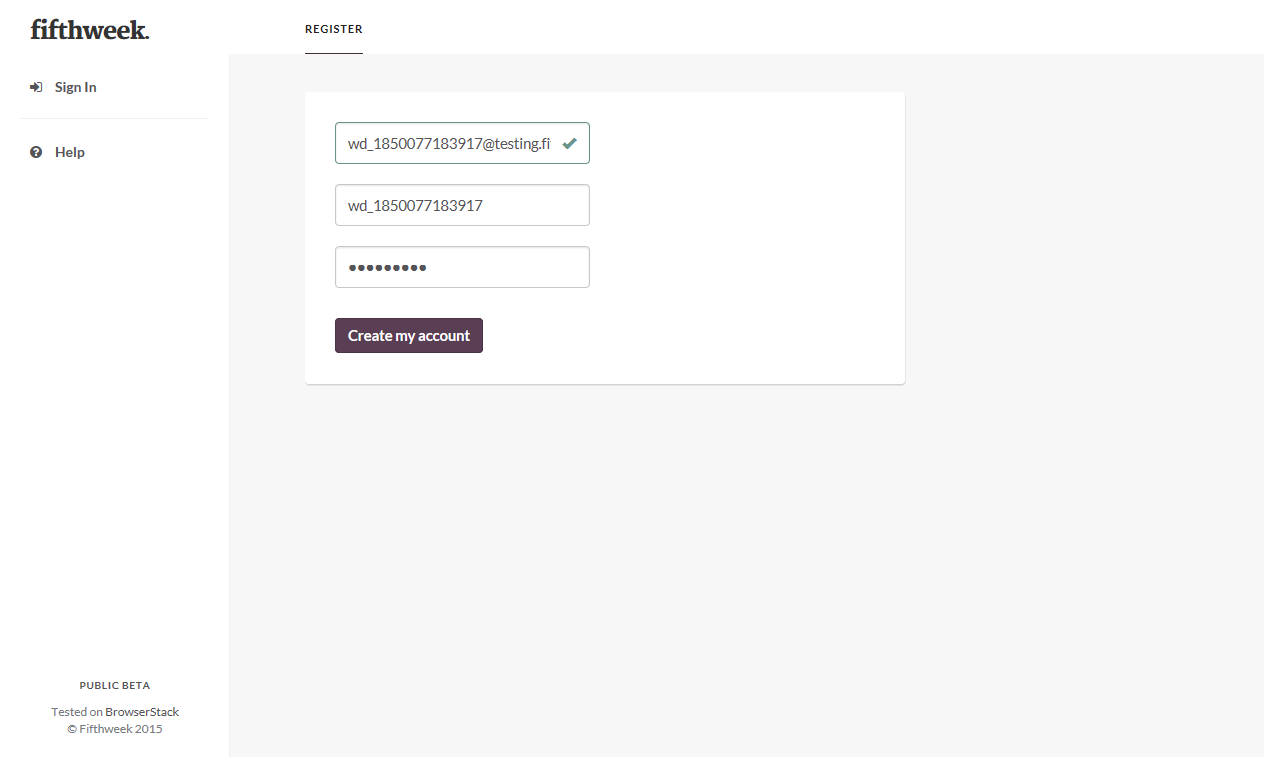 fifthweek.
REGISTER
Sign In
Help
wd_1850077183917@testing.fi
wd_1850077183917
•••••••••
Create my account
PUBLIC BETA
Tested on BrowserStack
© Fifthweek 2015